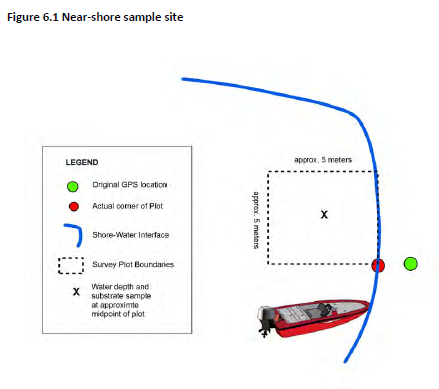 Figure 6.1 Near-shore sample site
approx. 5 meters
approx. 5 meters
X
LEGEND
Original GPS location
Actual corner of Plot
Shore-Water Interface
Survey Plot Boundaries
X
Water depth and
substrate sample
at approximte
midpoint of plot